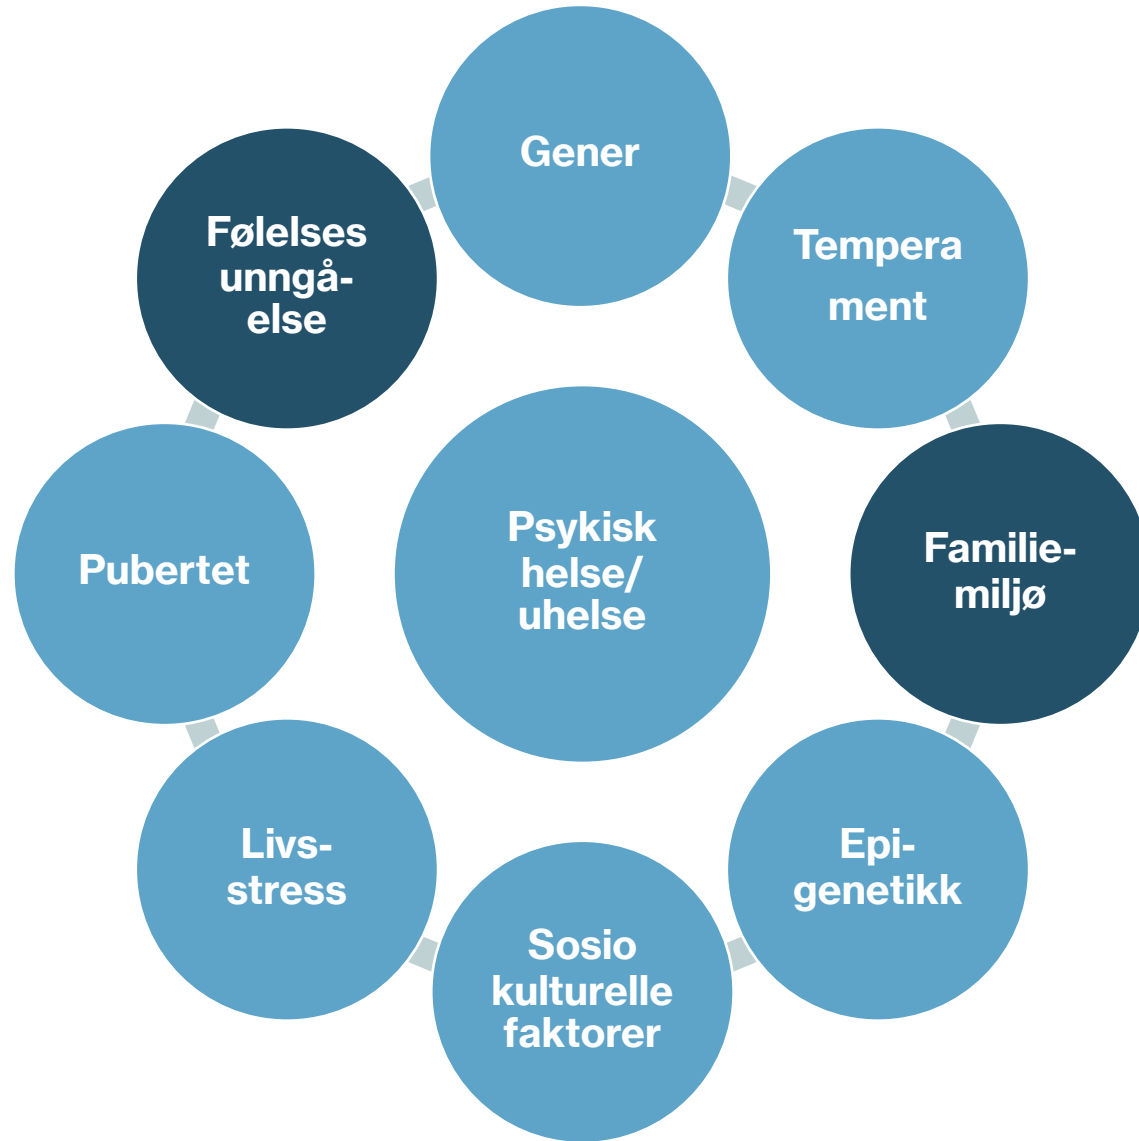 Gener
Tempera
ment
Familie-
miljø
Epi-
genetikk
Sosio
kulturelle
faktorer
Livs-
stress
Pubertet
Følelses
unngå-
else
Psykisk
helse/
uhelse